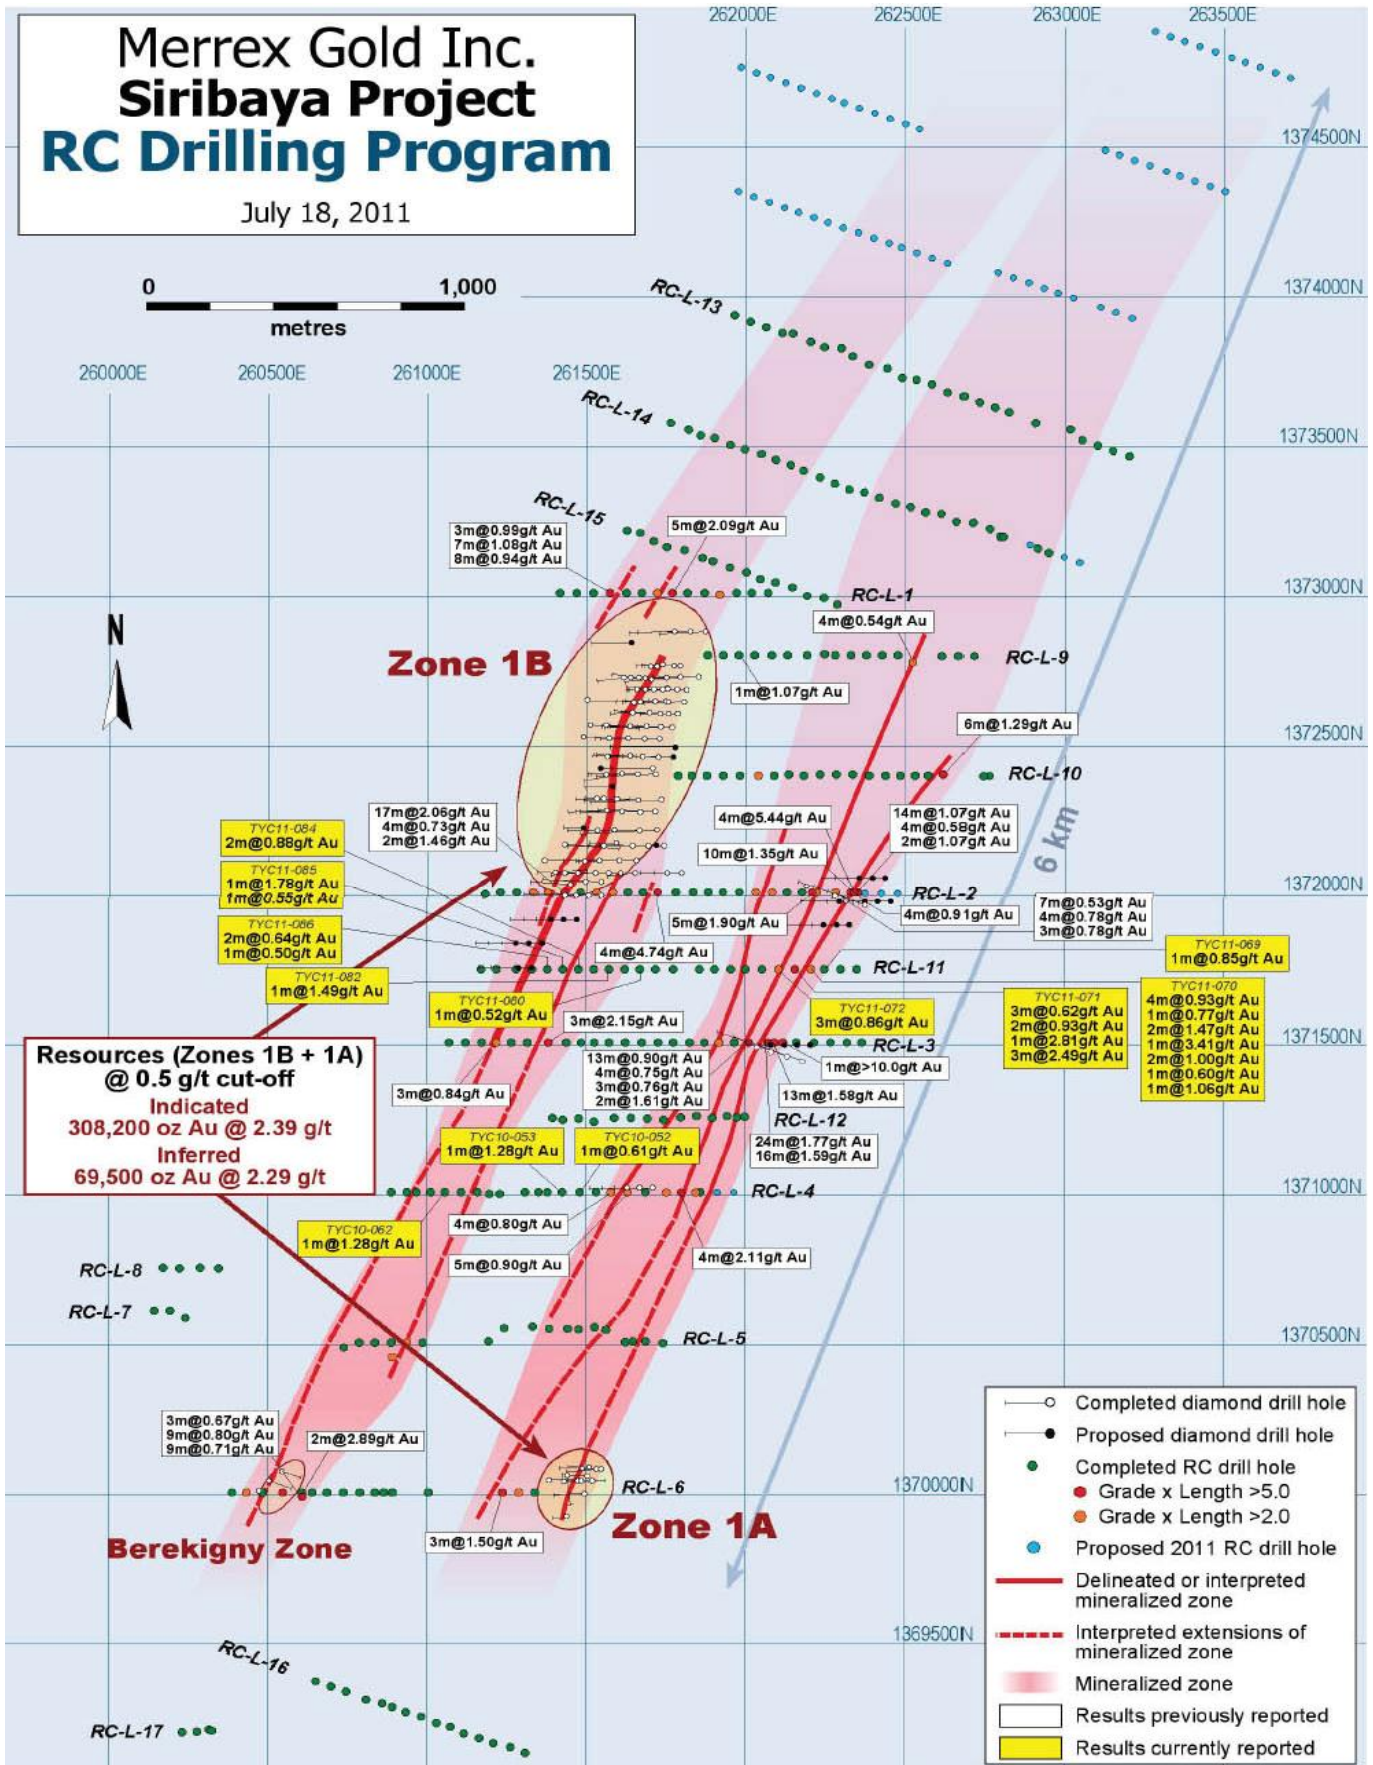 Merrex Gold Inc.
Siribaya Project
RC Drilling Program
July 18, 2011
262000E
262500E
263000E
263500E
1374500N
0
1,000
metres
RC-L-13
1374000N
260000E
260500E
261000E
261500E
RC-L-14
1373500N
RC-L-15
3m@0.99g/t Au
7m@1.08g/t Au
8m@0.94g/t Au
5m@2.09g/t Au
RC-L-1
1373000N
N
4m@0.54g/t Au
Zone 1B
RC-L-9
1m@1.07g/t Au
6m@1.29g/t Au
1372500N
RC-L-10
6 km
17m@2.06g/t Au
4m@0.73g/t Au
2m@1.46g/t Au
4m@5.44g/t Au
14m@1.07g/t Au
4m@0.58g/t Au
2m@1.07g/t Au
TYC11-084
2m@0.88g/t Au
10m@1.35g/t Au
TYC11-085
1m@1.78g/t Au
1m@0.55g/t Au
RC-L-2
1372000N
7m@0.53g/t Au
4m@0.78g/t Au
3m@0.78g/t Au
4m@0.91g/t Au
5m@1.90g/t Au
TYC11-086
2m@0.64g/t Au
1m@0.50g/t Au
4m@4.74g/t Au
TYC11-069
1m@0.85g/t Au
RC-L-11
TYC11-082
1m@1.49g/t Au
TYC11-080
1m@0.52g/t Au
TYC11-072
3m@0.86g/t Au
TYC11-071
3m@0.62g/t Au
2m@0.93g/t Au
1m@2.81g/t Au
3m@2.49g/t Au
TYC11-070
4m@0.93g/t Au
1m@0.77g/t Au
2m@1.47g/t Au
1m@3.41g/t Au
2m@1.00g/t Au
1m@0.60g/t Au
1m@1.06g/t Au
3m@2.15g/t Au
RC-L-3
1371500N
Resources (Zones 1B + 1A)
@ 0.5 g/t cut-off
Indicated
308,200 oz Au @ 2.39 g/t
Inferred
69,500 oz Au @ 2.29 g/t
13m@0.90g/t Au
4m@0.75g/t Au
3m@0.76g/t Au
2m@1.61g/t Au
1m@>10.0g/t Au
3m@0.84g/t Au
13m@1.58g/t Au
RC-L-12
TYC10-053
1m@1.28g/t Au
TYC10-052
1m@0.61g/t Au
24m@1.77g/t Au
16m@1.59g/t Au
RC-L-4
1371000N
TYC10-062
1m@1.28g/t Au
4m@0.80g/t Au
5m@0.90g/t Au
4m@2.11g/t Au
RC-L-8
RC-L-7
RC-L-5
1370500N
3m@0.67g/t Au
9m@0.80g/t Au
9m@0.71g/t Au
2m@2.89g/t Au
RC-L-6
1370000N
Zone 1A
3m@1.50g/t Au
Berekigny Zone
1369500N
RC-L-16
RC-L-17
Completed diamond drill hole
Proposed diamond drill hole
Completed RC drill hole
Grade x Length >5.0
Grade x Length >2.0
Proposed 2011 RC drill hole
Delineated or interpreted
mineralized zone
Interpreted extensions of
mineralized zone
Mineralized zone
Results previously reported
Results currently reported